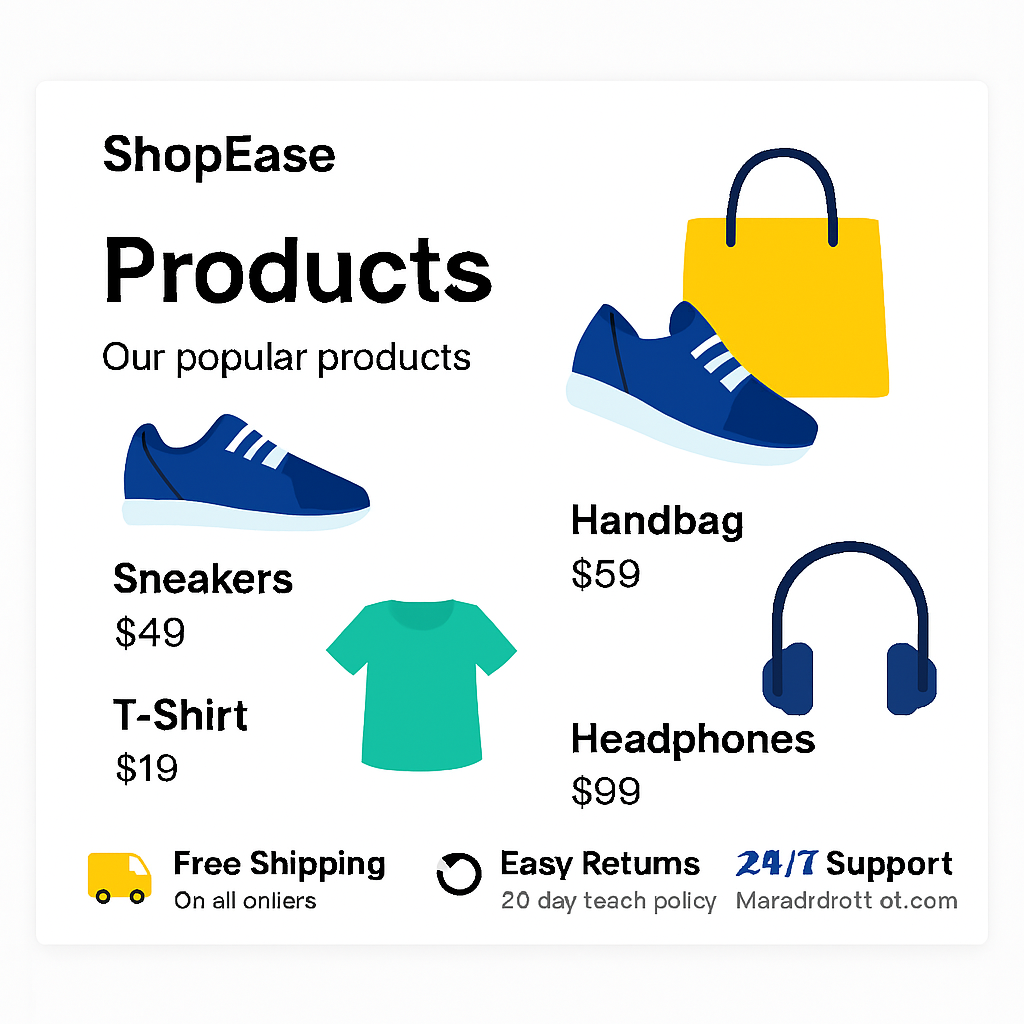 ShopEase
Products
Our popular products
Sneakers
$49
T-Shirt
$19
Handbag
$59
Headphones
$99
Free Shipping
On all onliers
Easy Retums
20 day teach policy
24/7 Support
Maradrdrott ot.com